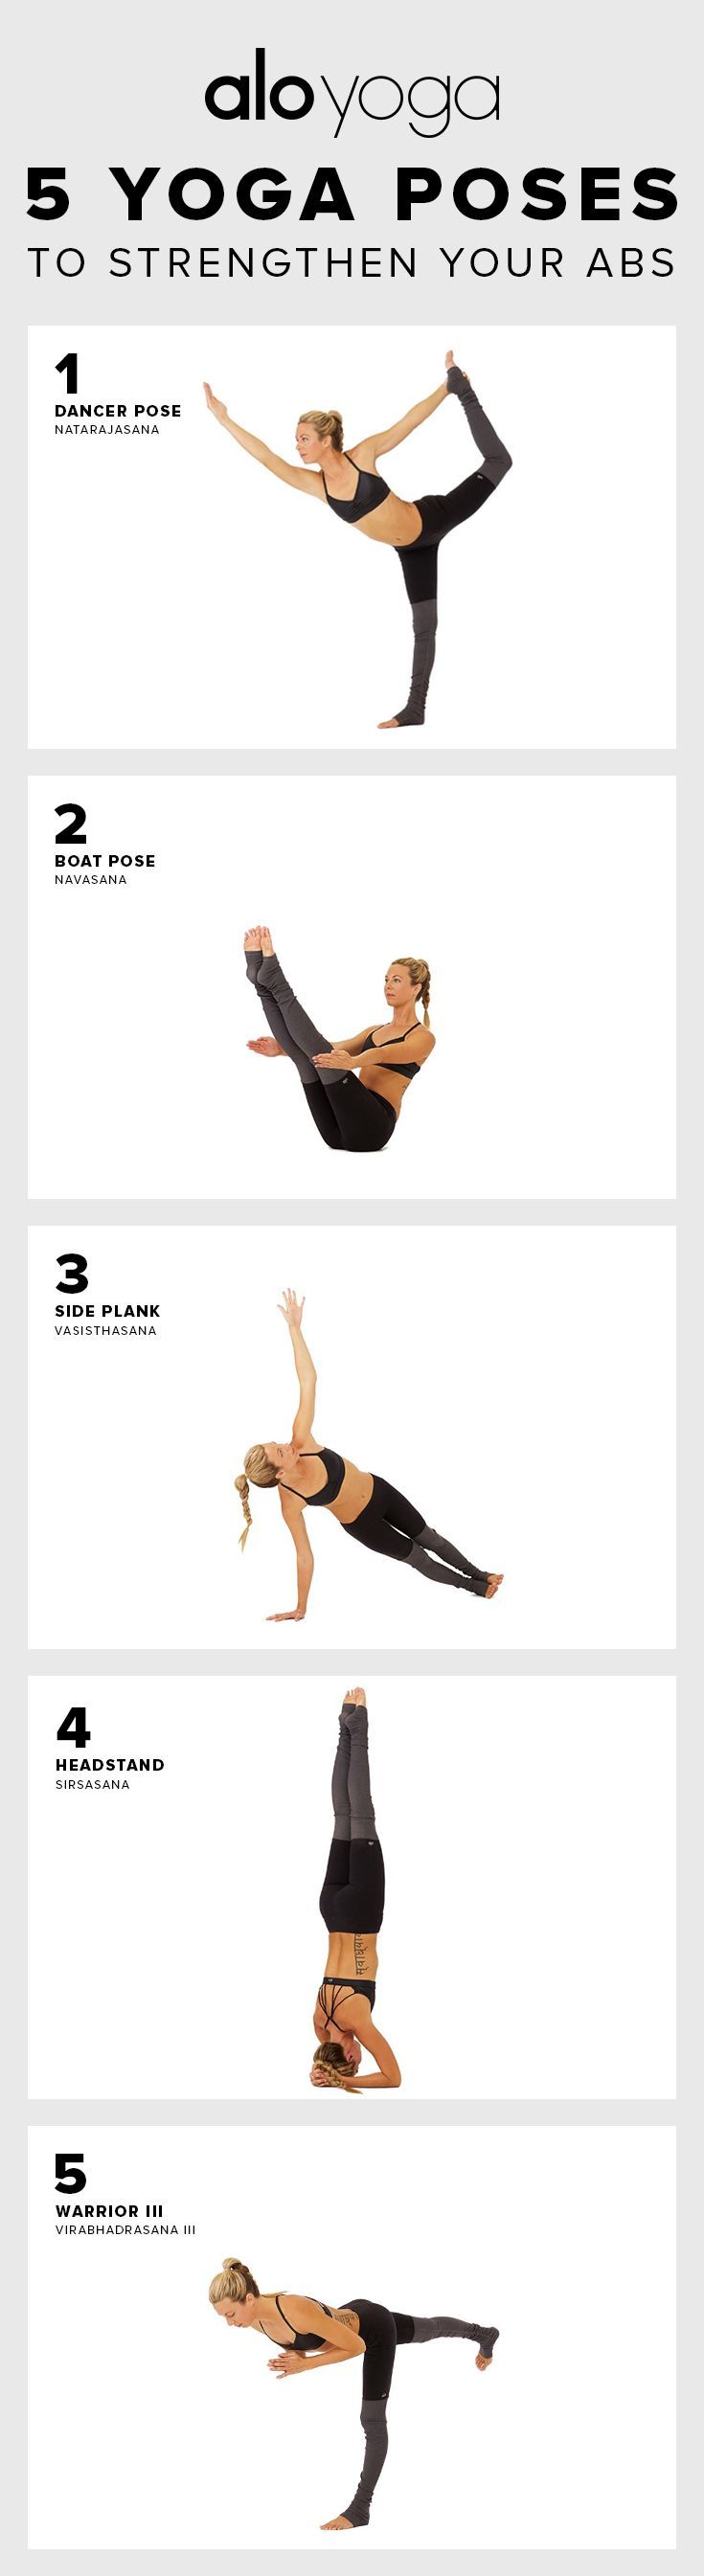 alo yoga
5 YOGA POSES
TO STRENGTHEN YOUR ABS
1
DANCER POSE
NATARAJASANA
2
BOAT POSE
NAVASANA
3
SIDE PLANK
VASISTHASANA
4
HEADSTAND
SIRSASANA
5
WARRIOR III
VIRABHADRASANA III